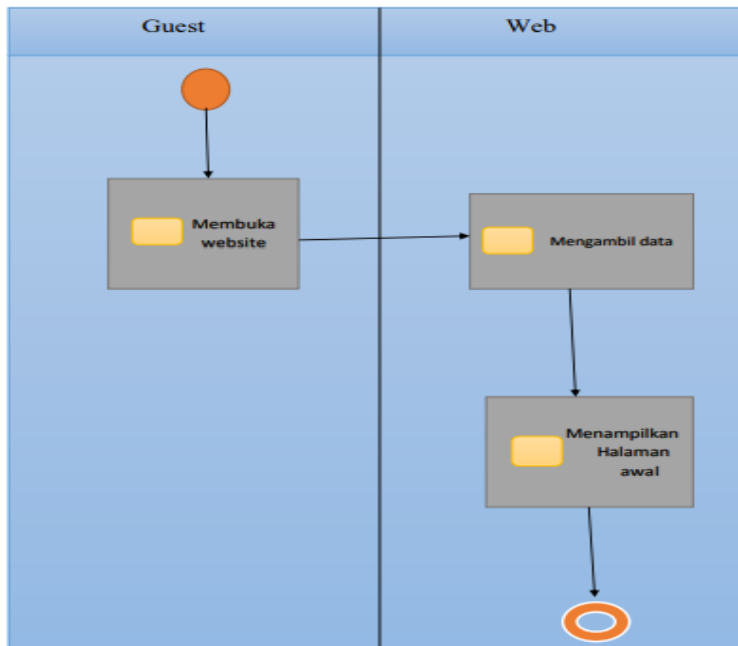 Guest
Web
Membuka
website
Mengambil data
Menampilkan
Halaman
awal